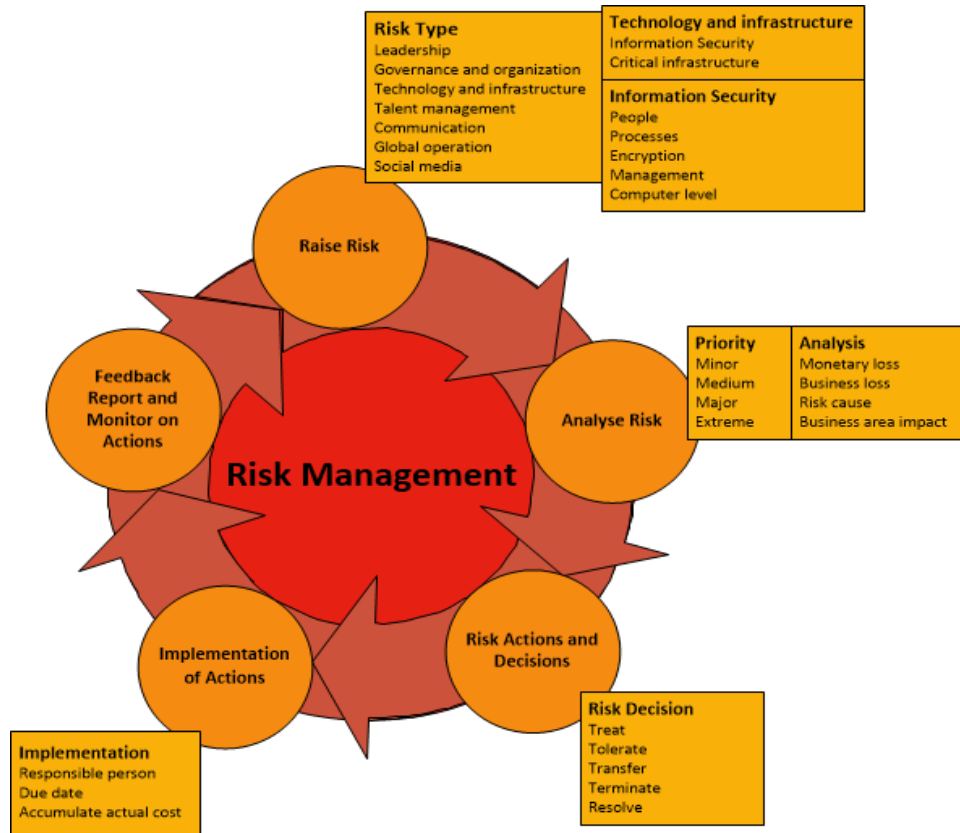 Risk Type
Leadership
Governance and organization
Technology and infrastructure
Talent management
Communication
Global operation
Social media
Technology and infrastructure
Information Security
Critical infrastructure
Information Security
People
Processes
Encryption
Management
Computer level
Raise Risk
Feedback
Report and
Monitor on
Actions
Analyse Risk
Priority
Minor
Medium
Major
Extreme
Analysis
Monetary loss
Business loss
Risk cause
Business area impact
Risk Management
Implementation
of Actions
Risk Actions and
Decisions
Risk Decision
Treat
Tolerate
Transfer
Terminate
Resolve
Implementation
Responsible person
Due date
Accumulate actual cost